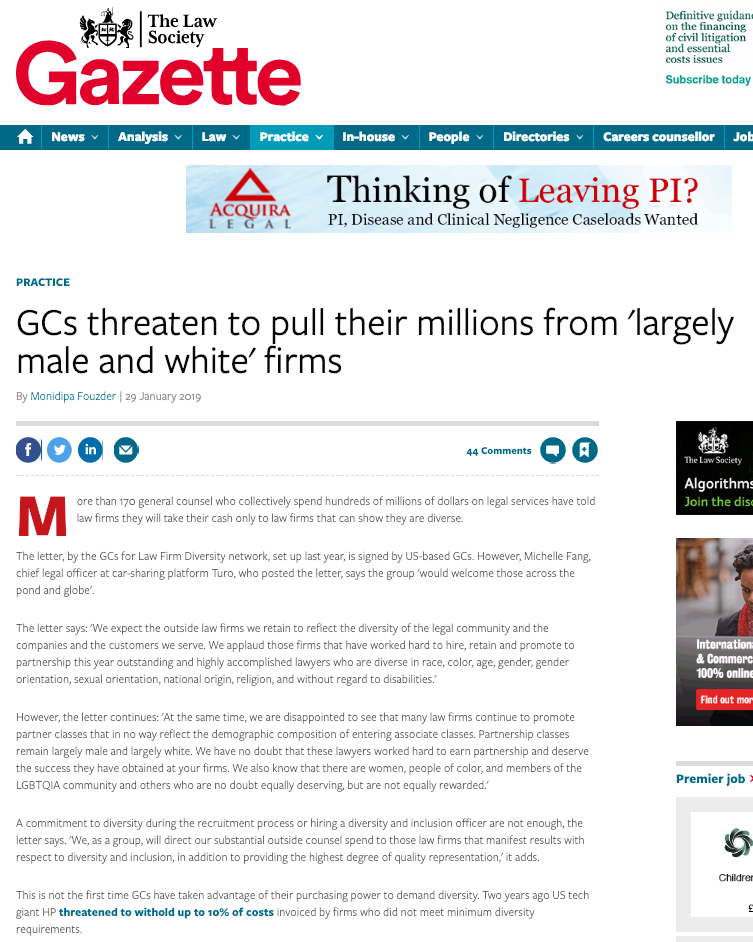 The Law
Society
Gazette
Definitive guidanc
on the financing
of civil litigation
and essential
costs issues
Subscribe today
News
Analysis
Law
Practice
In-house
People
Directories
Careers counsellor
Job
ACQUIRA
LEGAL
Thinking of Leaving PI?
PI, Disease and Clinical Negligence Caseloads Wanted
PRACTICE
GCs threaten to pull their millions from 'largely
male and white' firms
By Monidipa Fouzder | 29 January 2019
44 Comments
The Law Society
Algorithms
Join the disc
More than 170 general counsel who collectively spend hundreds of millions of dollars on legal services have told
law firms they will take their cash only to law firms that can show they are diverse.
The letter, by the GCs for Law Firm Diversity network, set up last year, is signed by US-based GCs. However, Michelle Fang,
chief legal officer at car-sharing platform Turo, who posted the letter, says the group 'would welcome those across the
pond and globe'.
The letter says: 'We expect the outside law firms we retain to reflect the diversity of the legal community and the
companies and the customers we serve. We applaud those firms that have worked hard to hire, retain and promote to
partnership this year outstanding and highly accomplished lawyers who are diverse in race, color, age, gender, gender
orientation, sexual orientation, national origin, religion, and without regard to disabilities.'
Internationa
& Commerc
100% online
Find out mor
However, the letter continues: 'At the same time, we are disappointed to see that many law firms continue to promote
partner classes that in no way reflect the demographic composition of entering associate classes. Partnership classes
remain largely male and largely white. We have no doubt that these lawyers worked hard to earn partnership and deserve
the success they have obtained at your firms. We also know that there are women, people of color, and members of the
LGBTQIA community and others who are no doubt equally deserving, but are not equally rewarded.'
Premier job
A commitment to diversity during the recruitment process or hiring a diversity and inclusion officer are not enough, the
letter says. 'We, as a group, will direct our substantial outside counsel spend to those law firms that manifest results with
respect to diversity and inclusion, in addition to providing the highest degree of quality representation,' it adds.
Children
£
This is not the first time GCs have taken advantage of their purchasing power to demand diversity. Two years ago US tech
giant HP threatened to withold up to 10% of costs invoiced by firms who did not meet minimum diversity
requirements.